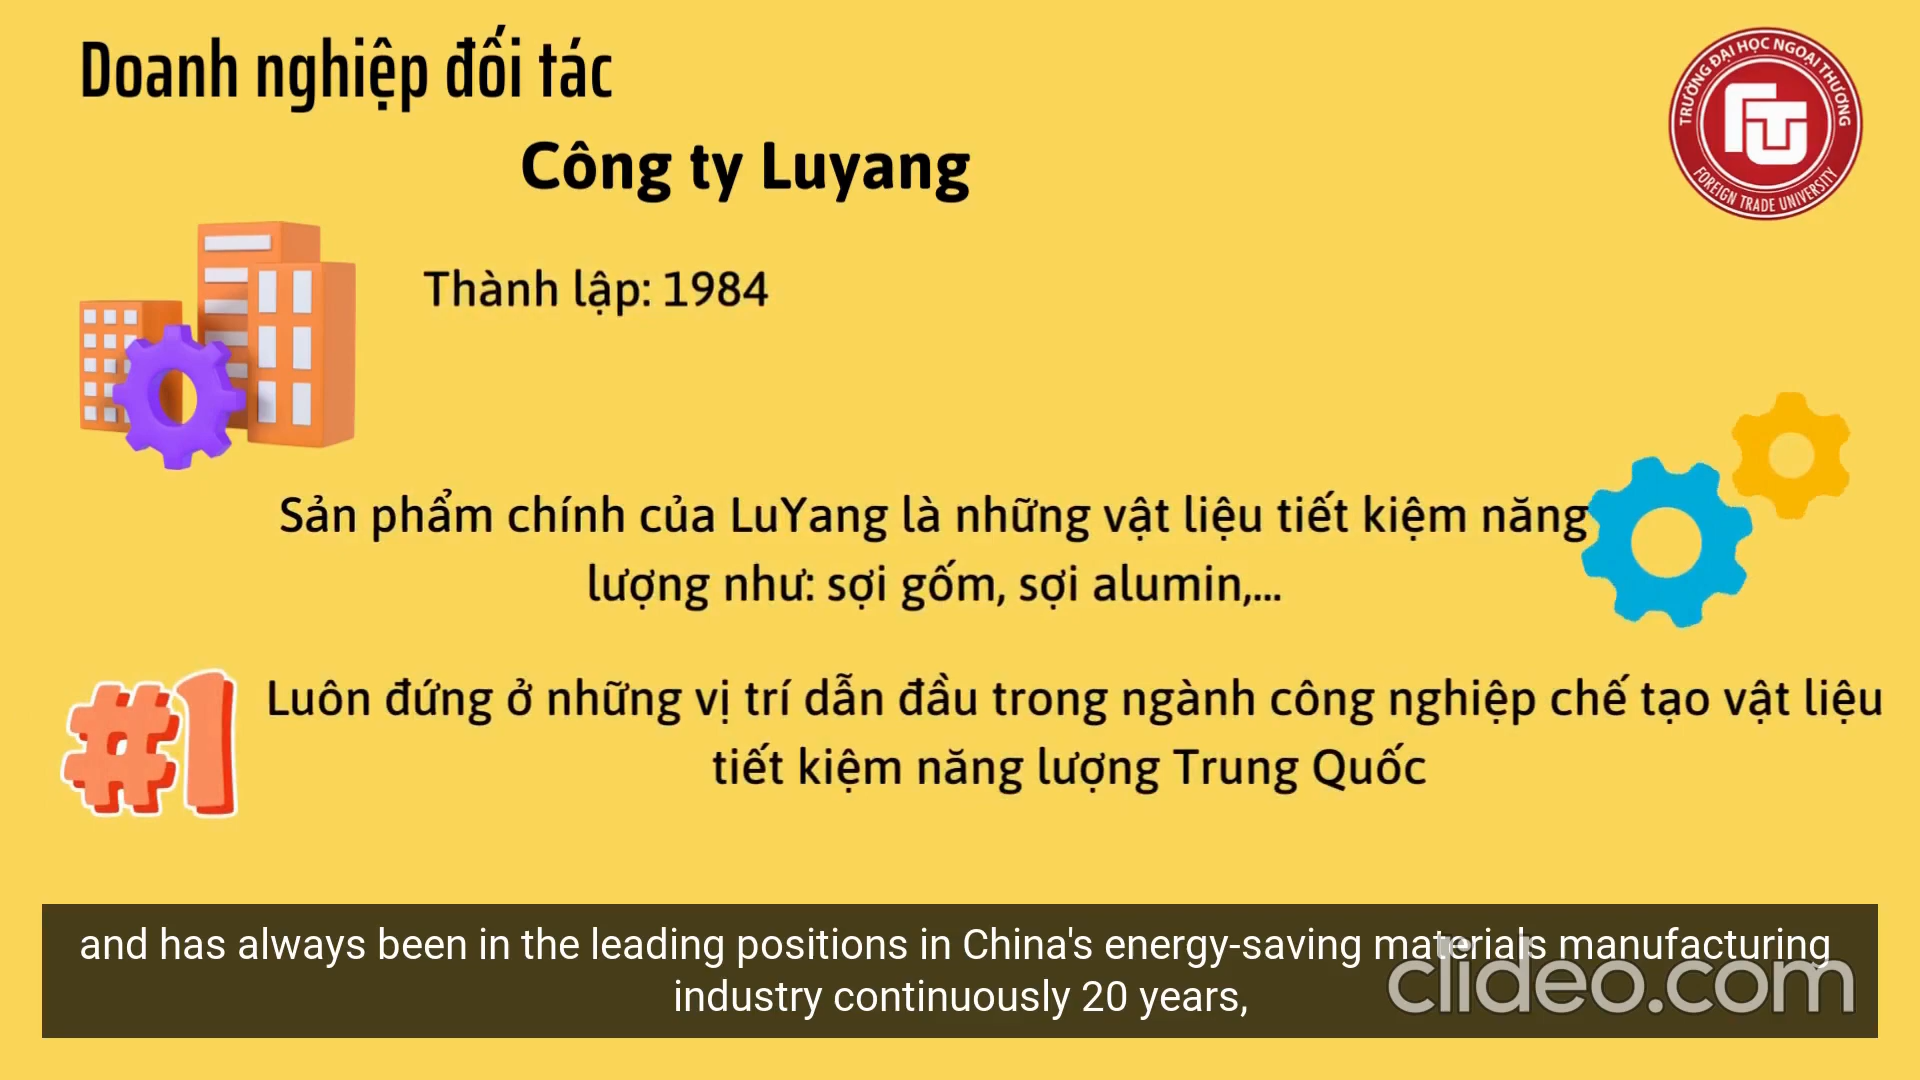 Doanh nghiệp đối tác
TRƯỜNG ĐẠI HỌC NGOẠI THƯƠNG
FTU
FOREIGN TRADE UNIVERSITY
Công ty Luyang
Thành lập: 1984
Sản phẩm chính của LuYang là những vật liệu tiết kiệm năng
lượng như: sợi gốm, sợi alumin,...
#1
Luôn đứng ở những vị trí dẫn đầu trong ngành công nghiệp chế tạo vật liệu
tiết kiệm năng lượng Trung Quốc
and has always been in the leading positions in China's energy-saving materials manufacturing
industry continuously 20 years,
clideo.com